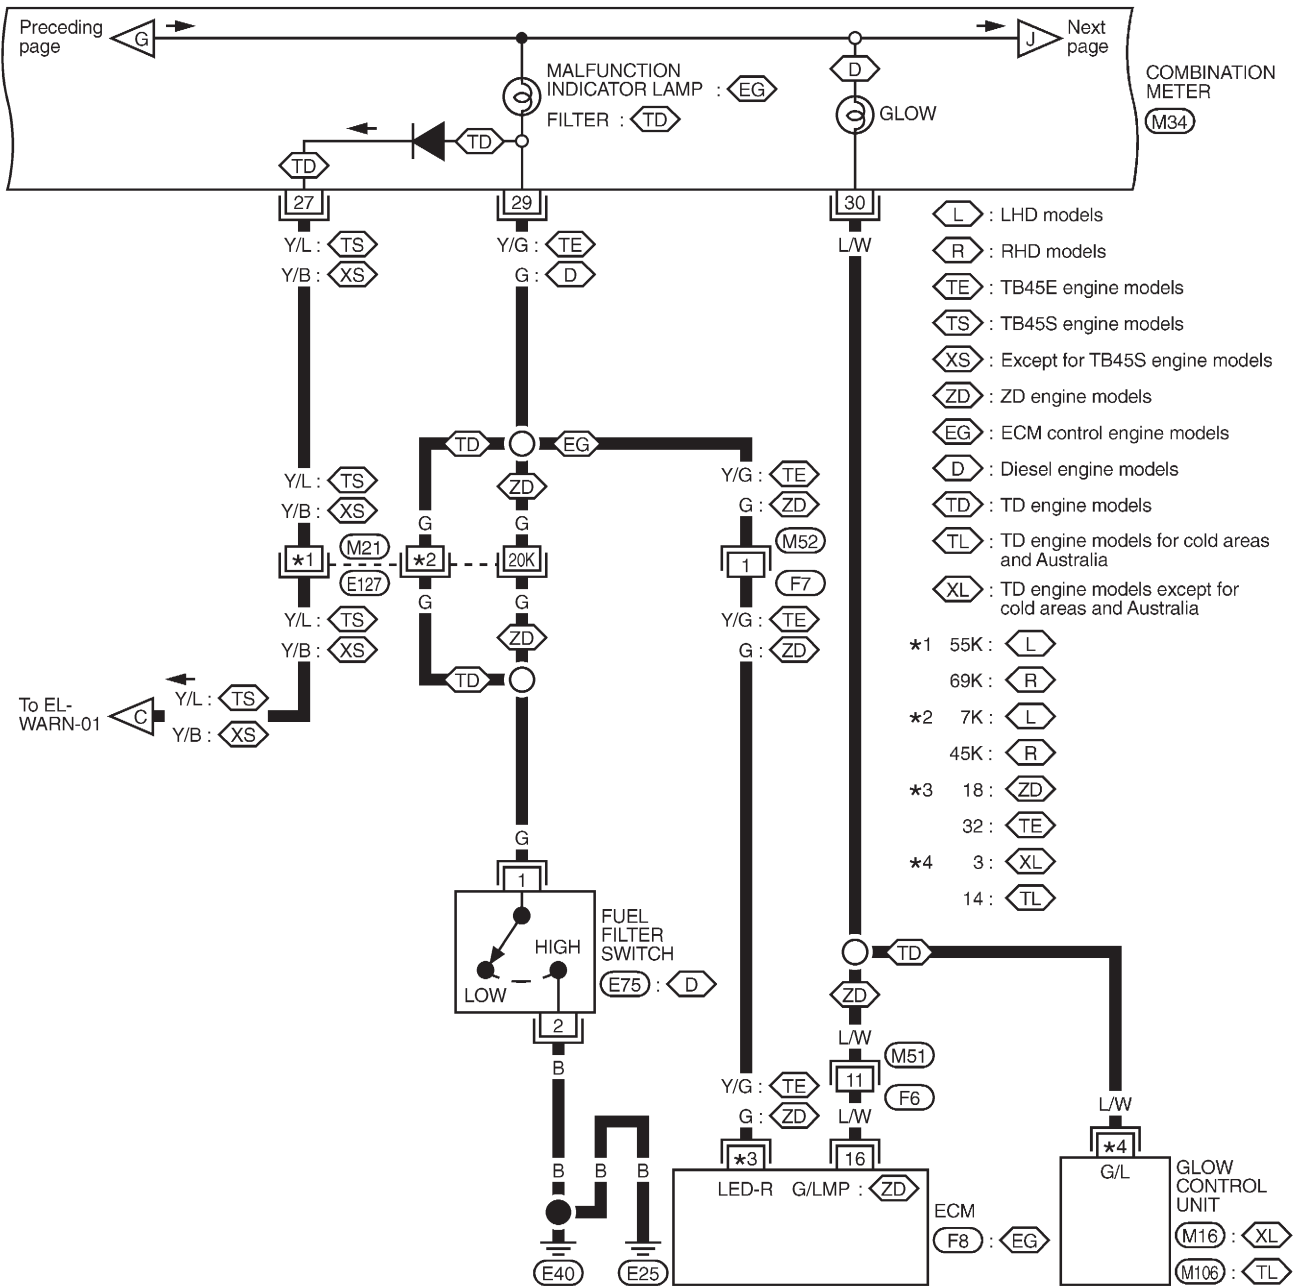 Preceding
page
G
J
Next
page
MALFUNCTION
INDICATOR LAMP : EG
FILTER : TD
D
GLOW
COMBINATION
METER
M34
TD
TD
27
29
30
Y/L : TS
Y/B : XS
Y/G : TE
G : D
L/W
L : LHD models
R : RHD models
TE : TB45E engine models
TS : TB45S engine models
XS : Except for TB45S engine models
ZD : ZD engine models
EG : ECM control engine models
D : Diesel engine models
TD : TD engine models
TL : TD engine models for cold areas
and Australia
XL : TD engine models except for
cold areas and Australia
*1 55K : L
69K : R
*2 7K : L
45K : R
*3 18 : ZD
32 : TE
*4 3 : XL
14 : TL
TD
EG
ZD
Y/L : TS
Y/B : XS
G
G
Y/G : TE
G : ZD
*1
M21
E127
*2
20K
1
M52
F7
Y/L : TS
Y/B : XS
G
G
ZD
TD
Y/G : TE
G : ZD
To EL-
WARN-01
C
Y/L : TS
Y/B : XS
G
1
FUEL
FILTER
SWITCH
E75 : D
HIGH
LOW
2
B
B
B
B
E40
E25
TD
ZD
L/W
M51
11
F6
L/W
Y/G : TE
G : ZD
*3
16
LED-R
G/LMP : ZD
ECM
F8 : EG
L/W
*4
G/L
GLOW
CONTROL
UNIT
M16 : XL
M106 : TL